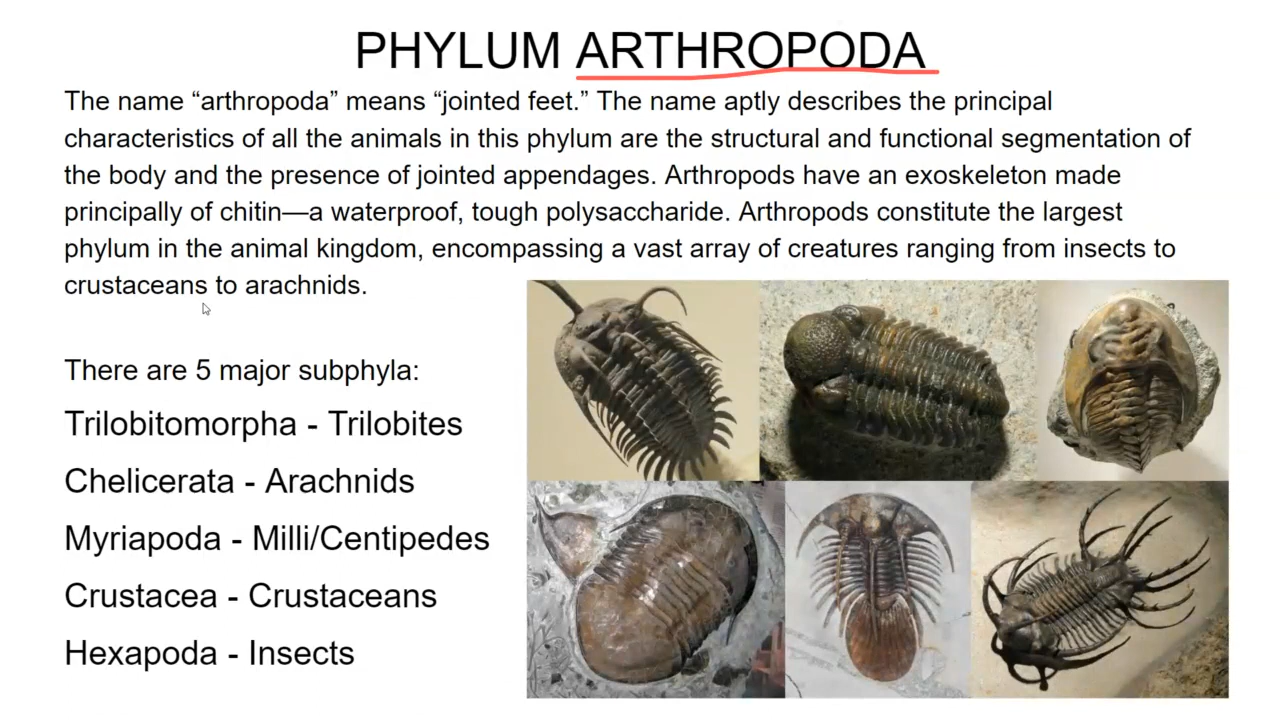 PHYLUM ARTHROPODA
The name “arthropoda” means “jointed feet.” The name aptly describes the principal
characteristics of all the animals in this phylum are the structural and functional segmentation of
the body and the presence of jointed appendages. Arthropods have an exoskeleton made
principally of chitin—a waterproof, tough polysaccharide. Arthropods constitute the largest
phylum in the animal kingdom, encompassing a vast array of creatures ranging from insects to
crustaceans to arachnids.
There are 5 major subphyla:
Trilobitomorpha - Trilobites
Chelicerata - Arachnids
Myriapoda - Milli/Centipedes
Crustacea - Crustaceans
Hexapoda - Insects